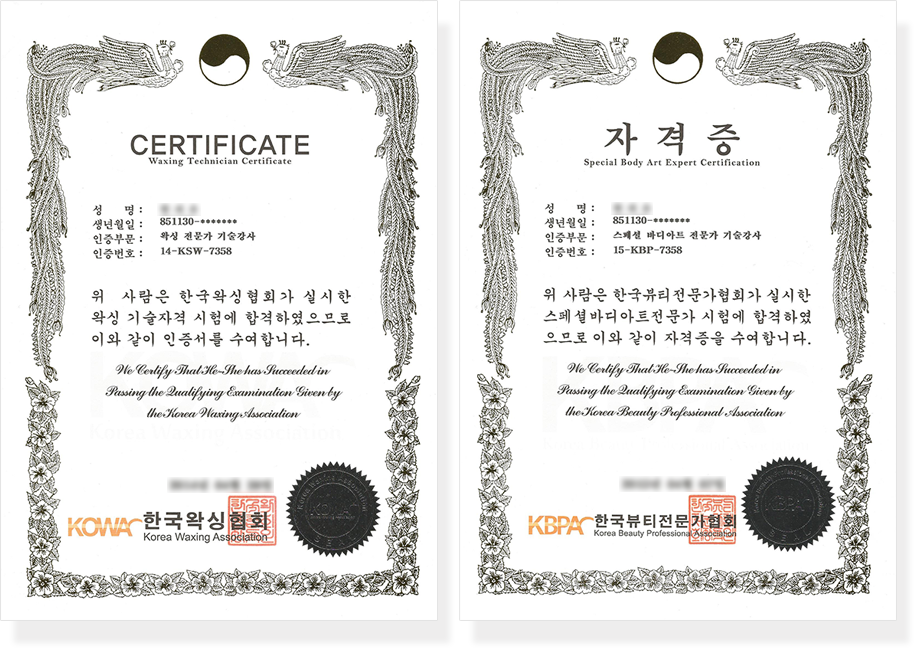 CERTIFICATE
Waxing Technician Certificate
성 명 :
생년월일 : 851130-*******
인증부문 : 왁싱 전문가 기술강사
인증번호 : 14-KSW-7358
위 사람은 한국왁싱협회가 실시한
왁싱 기술자격 시험에 합격하였으므로
이와 같이 인증서를 수여합니다.
We Certify That He~She has Succeeded in
Passing the Qualifying Examination Given by
the Korea Waxing Association
KOWAC 한국왁싱협회
Korea Waxing Association
자격증
Special Body Art Expert Certification
성 명 :
생년월일 : 851130-*******
인증부문 : 스페셜 바디아트 전문가 기술강사
인증번호 : 15-KBP-7358
위 사람은 한국뷰티전문가협회가 실시한
스페셜바디아트전문가 시험에 합격하였
으므로 이와 같이 자격증을 수여합니다.
We Certify That He~She has Succeeded in
Passing the Qualifying Examination Given by
the Korea Beauty Professional Association
KBPAC 한국뷰티전문가협회
Korea Beauty Professional Association